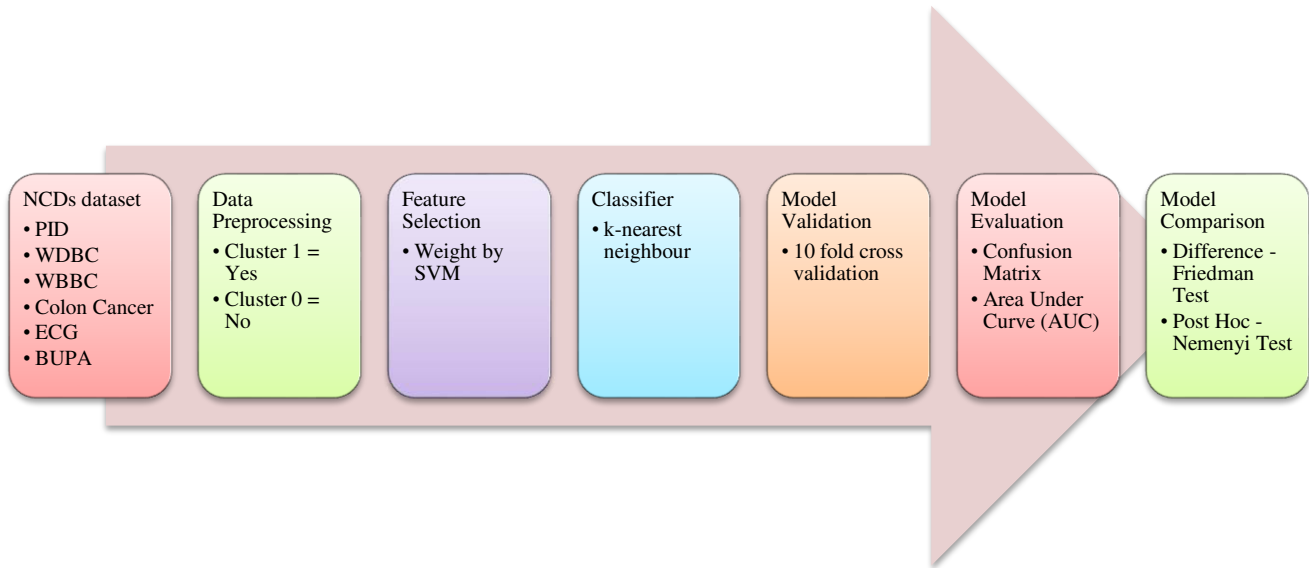 NCDs dataset
• PID
• WDBC
• WBBC
• Colon Cancer
• ECG
• BUPA
Data
Preprocessing
• Cluster 1 =
Yes
• Cluster 0 =
No
Feature
Selection
• Weight by
SVM
Classifier
• k-nearest
neighbour
Model
Validation
• 10 fold cross
validation
Model
Evaluation
• Confusion
Matrix
• Area Under
Curve (AUC)
Model
Comparison
• Difference -
Friedman
Test
• Post Hoc -
Nemenyi Test